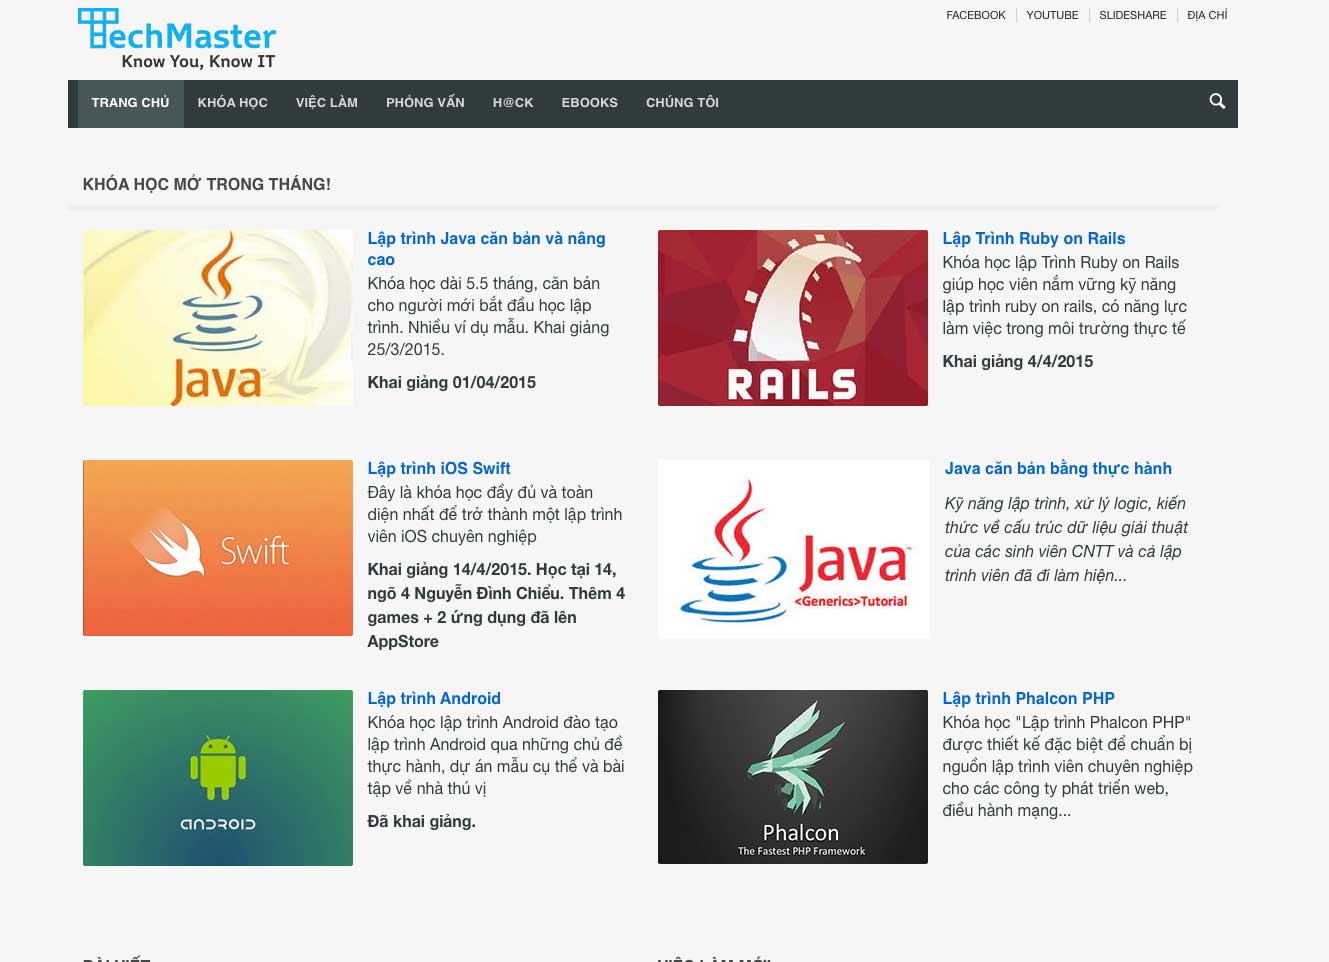 TechMaster
Know You, Know IT
FACEBOOK
YOUTUBE
SLIDESHARE
ĐỊA CHỈ
TRANG CHỦ
KHÓA HỌC
VIỆC LÀM
PHỎNG VẤN
H@CK
EBOOKS
CHÚNG TÔI
KHÓA HỌC MỞ TRONG THÁNG!
Java
Lập trình Java căn bản và nâng
cao
Khóa học dài 5.5 tháng, căn bản
cho người mới bắt đầu học lập
trình. Nhiều ví dụ mẫu. Khai giảng
25/3/2015.
Khai giảng 01/04/2015
RAILS
Lập Trình Ruby on Rails
Khóa học lập Trình Ruby on Rails
giúp học viên nắm vững kỹ năng
lập trình ruby on rails, có năng lực
làm việc trong môi trường thực tế
Khai giảng 4/4/2015
Swift
Lập trình iOS Swift
Đây là khóa học đầy đủ và toàn
diện nhất để trở thành một lập trình
viên iOS chuyên nghiệp
Khai giảng 14/4/2015. Học tại 14,
ngõ 4 Nguyễn Đình Chiểu. Thêm 4
games + 2 ứng dụng đã lên
AppStore
Java™
<Generics>Tutorial
Java căn bản bằng thực hành
Kỹ năng lập trình, xử lý logic, kiến
thức về cấu trúc dữ liệu giải thuật
của các sinh viên CNTT và cả lập
trình viên đã đi làm hiện...
ANDROID
Lập trình Android
Khóa học lập trình Android đào tạo
lập trình Android qua những chủ đề
thực hành, dự án mẫu cụ thể và bài
tập về nhà thú vị
Đã khai giảng.
Phalcon
The Fastest PHP Framework
Lập trình Phalcon PHP
Khóa học "Lập trình Phalcon PHP"
được thiết kế đặc biệt để chuẩn bị
nguồn lập trình viên chuyên nghiệp
cho các công ty phát triển web,
điều hành mạng...
BÀI VIẾT
VIỆC LÀM MỚI!